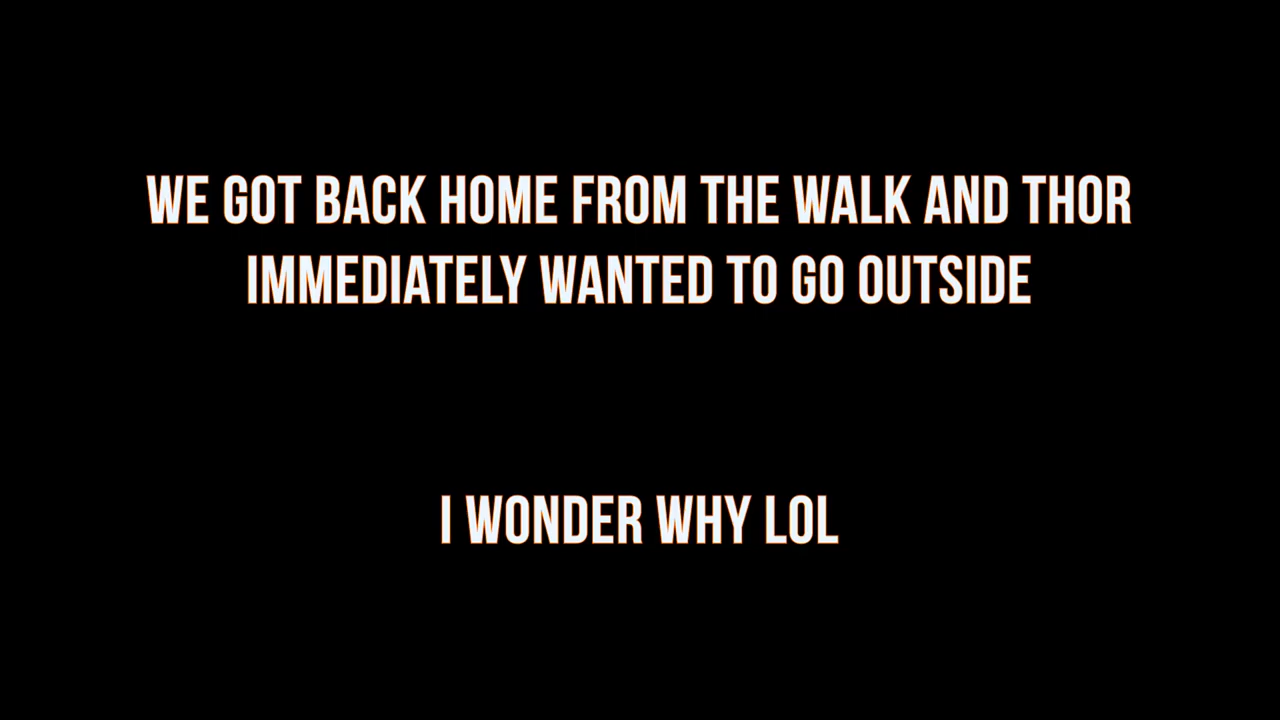 WE GOT BACK HOME FROM THE WALK AND THOR
IMMEDIATELY WANTED TO GO OUTSIDE
I WONDER WHY LOL